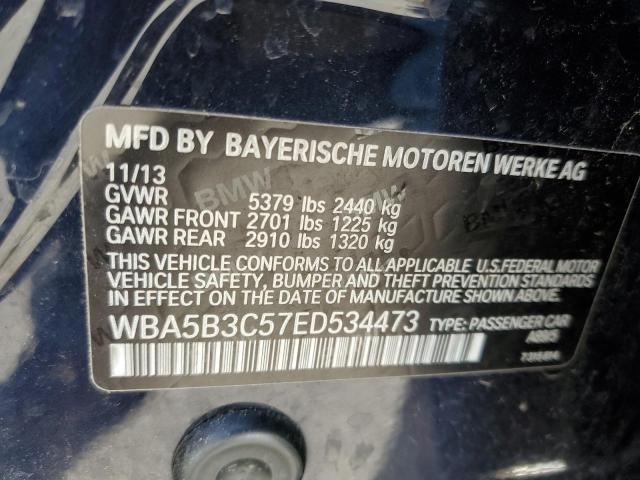 MFD BY BAYERISCHE MOTOREN WERKE AG
11/13
GVWR 5379 lbs 2440 kg
GAWR FRONT 2701 lbs 1225 kg
GAWR REAR 2910 lbs 1320 kg
THIS VEHICLE CONFORMS TO ALL APPLICABLE U.S. FEDERAL MOTOR
VEHICLE SAFETY, BUMPER AND THEFT PREVENTION STANDARDS
IN EFFECT ON THE DATE OF MANUFACTURE SHOWN ABOVE.
WBA5B3C57ED534473 TYPE: PASSENGER CAR